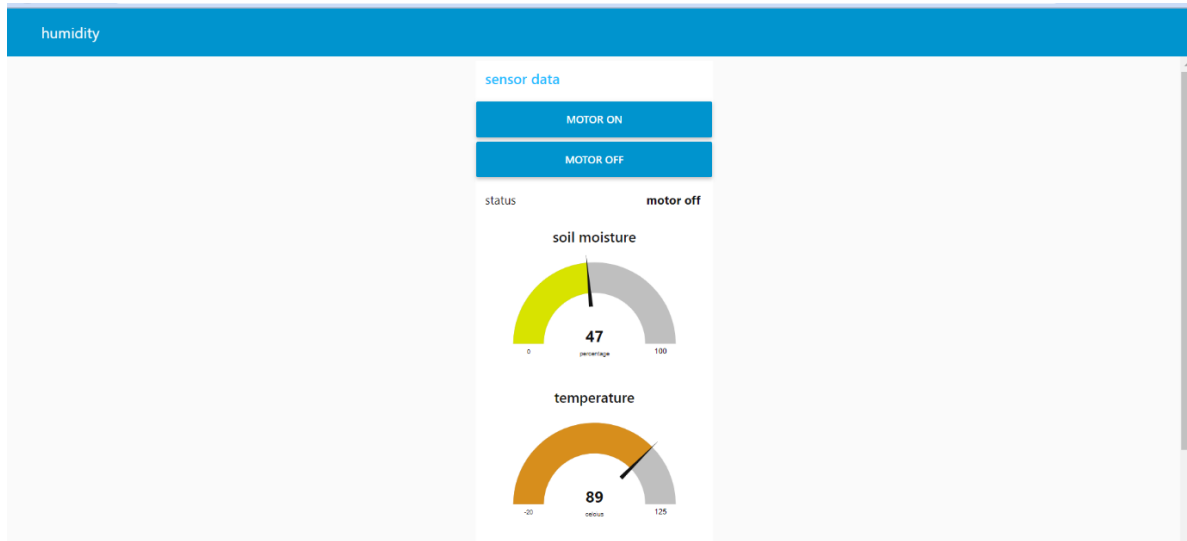 humidity
sensor data
MOTOR ON
MOTOR OFF
status motor off
soil moisture
47
percentage
0 100
temperature
89
celcius
-20 125